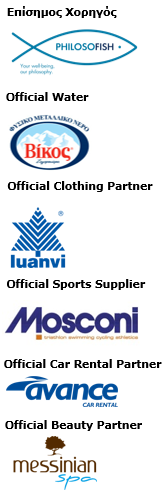 Επίσημος Χορηγός
PHILOSOFISH
Your well-being,
our philosophy.
Official Water
ΦΥΣΙΚΟ ΜΕΤΑΛΛΙΚΟ ΝΕΡΟ
Βίκος
Official Clothing Partner
®
luanvi
Official Sports Supplier
Mosconi
triathlon swimming cycling athletics
Official Car Rental Partner
avance
CAR RENTAL
Official Beauty Partner
messinian
spa